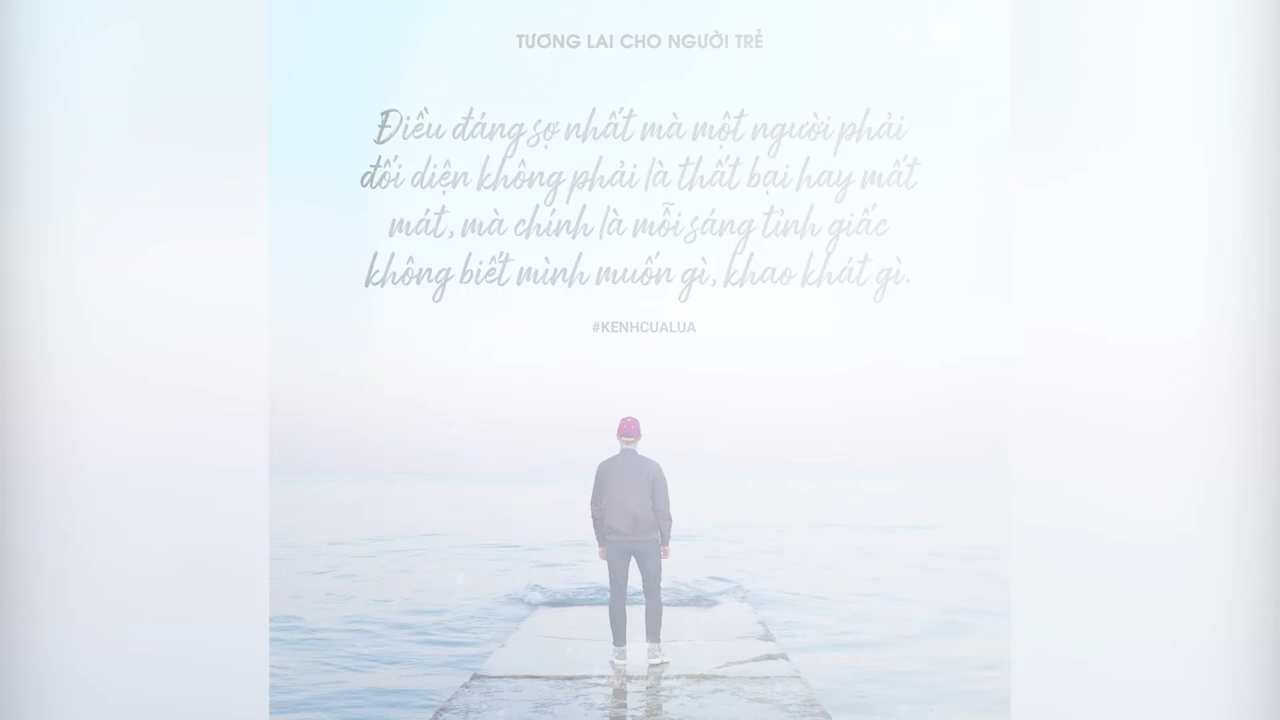 TƯƠNG LAI CHO NGƯỜI TRẺ
Điều đáng sợ nhất mà một người phải
đối diện không phải là thất bại hay mất
mát, mà chính là mỗi sáng tỉnh giấc
không biết mình muốn gì, khao khát gì.
#KENHCUALUA